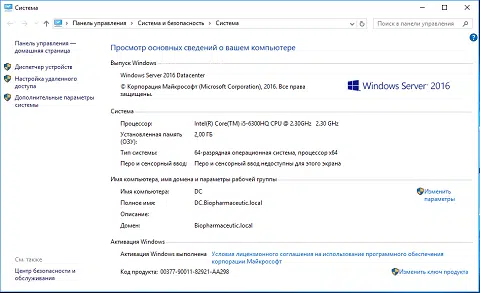 Система
Панель управления
Система и безопасность
Система
Поиск в панели управления
Панель управления —
домашняя страница
Диспетчер устройств
Настройка удаленного
доступа
Дополнительные параметры
системы
См. также
Центр безопасности и
обслуживания
Просмотр основных сведений о вашем компьютере
Выпуск Windows
Windows Server 2016 Datacenter
© Корпорация Майкрософт (Microsoft Corporation), 2016. Все права
защищены.
Windows Server 2016
Система
Процессор: Intel(R) Core(TM) i5-6300HQ CPU @ 2.30GHz 2.30 GHz
Установленная память
(ОЗУ): 2,00 ГБ
Тип системы: 64-разрядная операционная система, процессор x64
Перо и сенсорный ввод: Перо и сенсорный ввод недоступны для этого экрана
Имя компьютера, имя домена и параметры рабочей группы
Имя компьютера: DC
Изменить
параметры
Полное имя: DC.Biopharmaceutic.local
Описание:
Домен: Biopharmaceutic.local
Активация Windows
Активация Windows выполнена Условия лицензионного соглашения на использование программного обеспечения
корпорации Майкрософт
Код продукта: 00377-90011-82921-AA298
Изменить ключ продукта